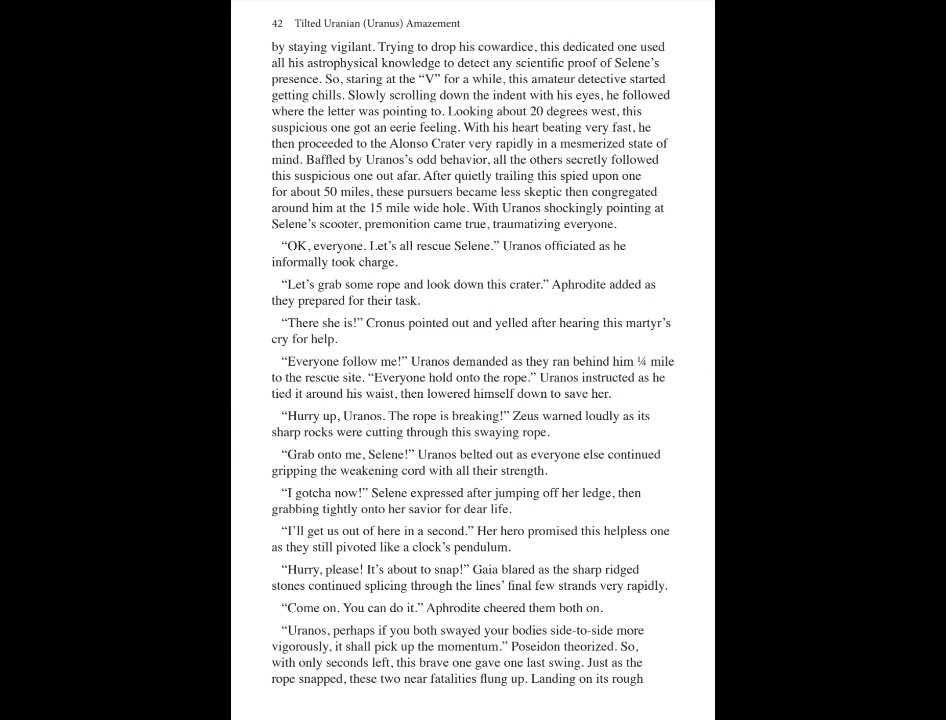 42 Tilted Uranian (Uranus) Amazement
by staying vigilant. Trying to drop his cowardice, this dedicated one used
all his astrophysical knowledge to detect any scientific proof of Selene’s
presence. So, staring at the “V” for a while, this amateur detective started
getting chills. Slowly scrolling down the indent with his eyes, he followed
where the letter was pointing to. Looking about 20 degrees west, this
suspicious one got an eerie feeling. With his heart beating very fast, he
then proceeded to the Alonso Crater very rapidly in a mesmerized state of
mind. Baffled by Uranos’s odd behavior, all the others secretly followed
this suspicious one out afar. After quietly trailing this spied upon one
for about 50 miles, these pursuers became less skeptic then congregated
around him at the 15 mile wide hole. With Uranos shockingly pointing at
Selene’s scooter, premonition came true, traumatizing everyone.
“OK, everyone. Let’s all rescue Selene.” Uranos officiated as he
informally took charge.
“Let’s grab some rope and look down this crater.” Aphrodite added as
they prepared for their task.
“There she is!” Cronus pointed out and yelled after hearing this martyr’s
cry for help.
“Everyone follow me!” Uranos demanded as they ran behind him ¼ mile
to the rescue site. “Everyone hold onto the rope.” Uranos instructed as he
tied it around his waist, then lowered himself down to save her.
“Hurry up, Uranos. The rope is breaking!” Zeus warned loudly as its
sharp rocks were cutting through this swaying rope.
“Grab onto me, Selene!” Uranos belted out as everyone else continued
gripping the weakening cord with all their strength.
“I gotcha now!” Selene expressed after jumping off her ledge, then
grabbing tightly onto her savior for dear life.
“I’ll get us out of here in a second.” Her hero promised this helpless one
as they still pivoted like a clock’s pendulum.
“Hurry, please! It’s about to snap!” Gaia blared as the sharp ridged
stones continued splicing through the lines’ final few strands very rapidly.
“Come on. You can do it.” Aphrodite cheered them both on.
“Uranos, perhaps if you both swayed your bodies side-to-side more
vigorously, it shall pick up the momentum.” Poseidon theorized. So,
with only seconds left, this brave one gave one last swing. Just as the
rope snapped, these two near fatalities flung up. Landing on its rough